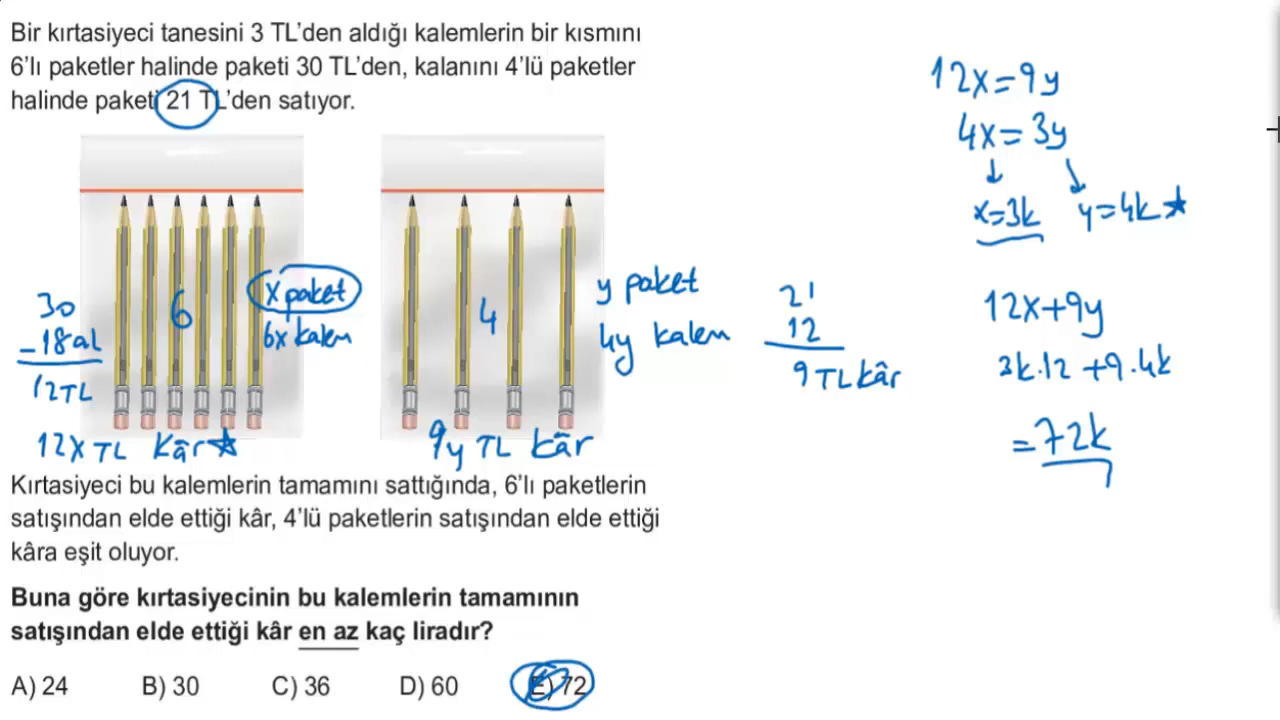 Bir kırtasiyeci tanesini 3 TL'den aldığı kalemlerin bir kısmını
6'lı paketler halinde paketi 30 TL'den, kalanını 4'lü paketler
halinde paketi 21 TL'den satıyor.
30
-18 al
12 TL
6
x paket
6x kalem
12x TL kâr
4
y paket
4y kalem
9y TL kâr
21
12
9 TL kâr
12x=9y
4x=3y
x=3k y=4k
12x+9y
3k.12+9.4k
=72k
Kırtasiyeci bu kalemlerin tamamını sattığında, 6'lı paketlerin
satışından elde ettiği kâr, 4'lü paketlerin satışından elde ettiği
kâra eşit oluyor.
Buna göre kırtasiyecinin bu kalemlerin tamamının
satışından elde ettiği kâr en az kaç liradır?
A) 24 B) 30 C) 36 D) 60 E) 72